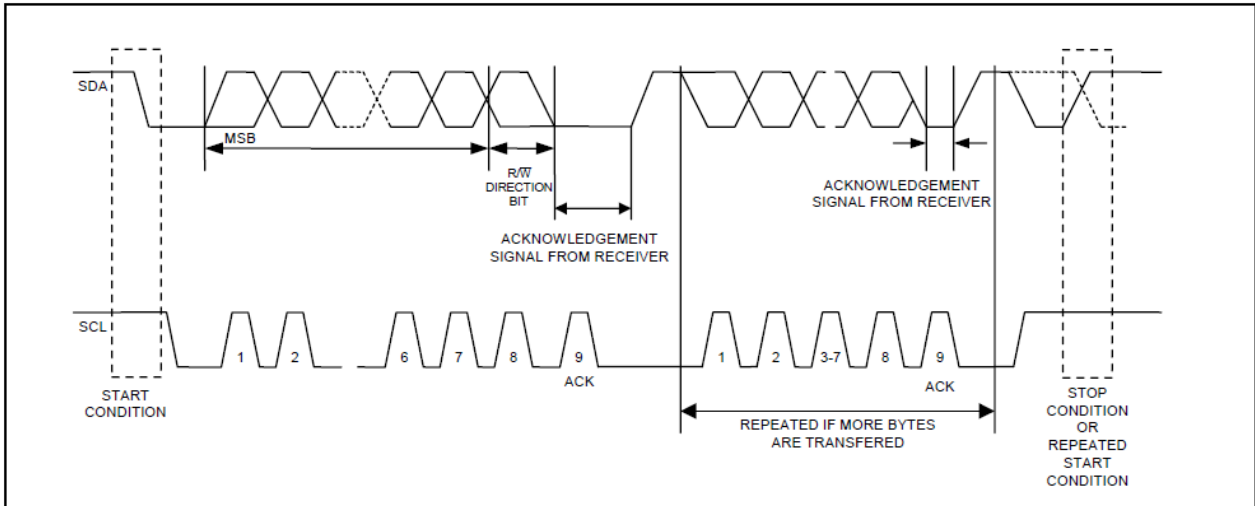 SDA
MSB
R/W̅
DIRECTION
BIT
ACKNOWLEDGEMENT
SIGNAL FROM RECEIVER
ACKNOWLEDGEMENT
SIGNAL FROM RECEIVER
SCL
1 2 6 7 8 9 1 2 3-7 8 9
ACK ACK
START
CONDITION
REPEATED IF MORE BYTES
ARE TRANSFERED
STOP
CONDITION
OR
REPEATED
START
CONDITION